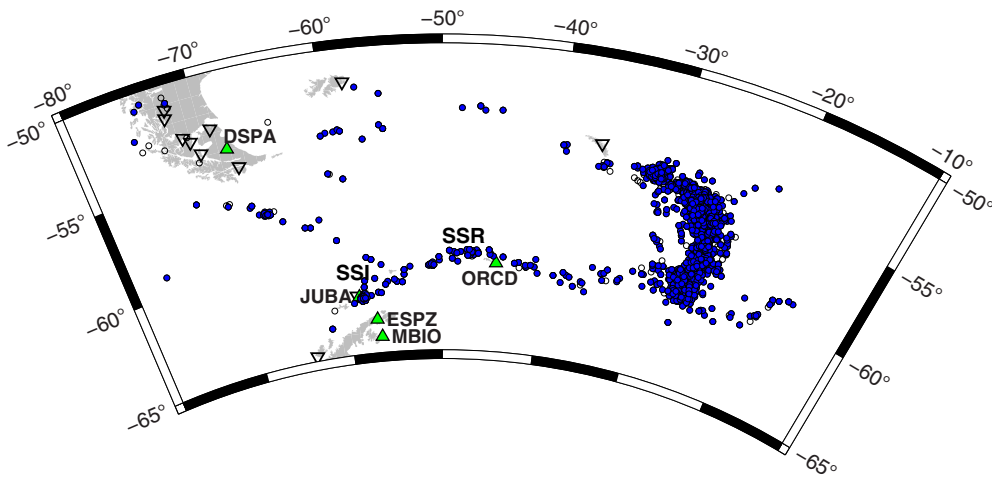 −80°
−70°
−60°
−50°
−40°
−30°
−20°
−10°
−50°
−50°
DSPA
−55°
SSR
SSI
ORCD
−55°
JUBA
ESPZ
−60°
MBIO
−60°
−65°
−65°